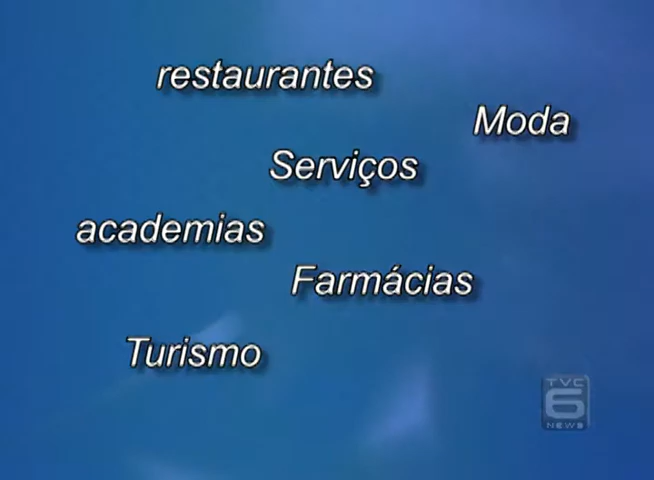 restaurantes
Moda
Serviços
academias
Farmácias
Turismo
TVC
6
NEWS